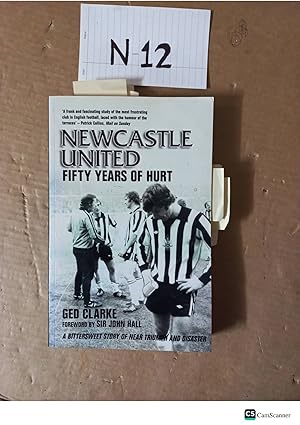 N-12
'A frank and fascinating study of the most frustrating
club in English football, laced with the humour of the
terraces' – Patrick Collins, Mail on Sunday
NEWCASTLE
UNITED
FIFTY YEARS OF HURT
GED CLARKE
FOREWORD BY SIR JOHN HALL
A BITTERSWEET STORY OF NEAR TRIUMPH AND DISASTER
CS CamScanner